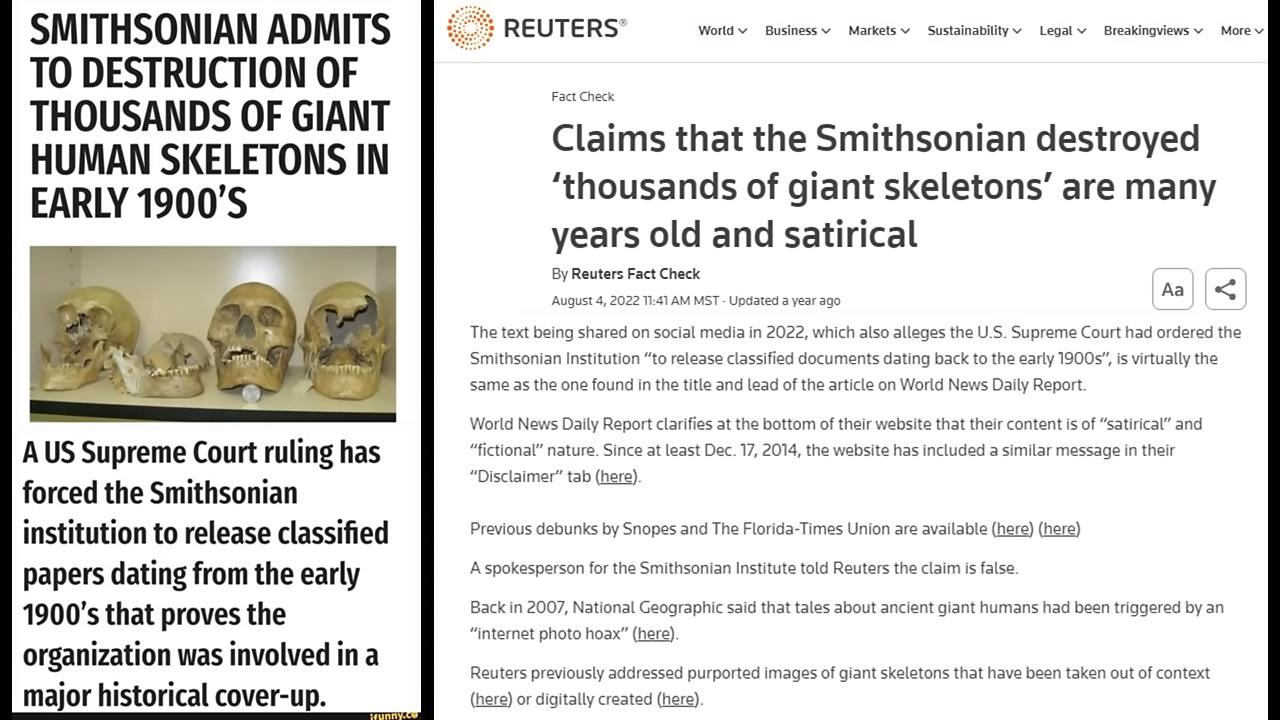 SMITHSONIAN ADMITS
TO DESTRUCTION OF
THOUSANDS OF GIANT
HUMAN SKELETONS IN
EARLY 1900'S
A US Supreme Court ruling has
forced the Smithsonian
institution to release classified
papers dating from the early
1900's that proves the
organization was involved in a
major historical cover-up.
ifunny.co
REUTERS®
World Business Markets Sustainability Legal Breakingviews More
Fact Check
Claims that the Smithsonian destroyed
‘thousands of giant skeletons’ are many
years old and satirical
By Reuters Fact Check
August 4, 2022 11:41 AM MST · Updated a year ago
Aa
The text being shared on social media in 2022, which also alleges the U.S. Supreme Court had ordered the
Smithsonian Institution “to release classified documents dating back to the early 1900s”, is virtually the
same as the one found in the title and lead of the article on World News Daily Report.
World News Daily Report clarifies at the bottom of their website that their content is of “satirical” and
“fictional” nature. Since at least Dec. 17, 2014, the website has included a similar message in their
“Disclaimer” tab (here).
Previous debunks by Snopes and The Florida-Times Union are available (here) (here)
A spokesperson for the Smithsonian Institute told Reuters the claim is false.
Back in 2007, National Geographic said that tales about ancient giant humans had been triggered by an
“internet photo hoax” (here).
Reuters previously addressed purported images of giant skeletons that have been taken out of context
(here) or digitally created (here).